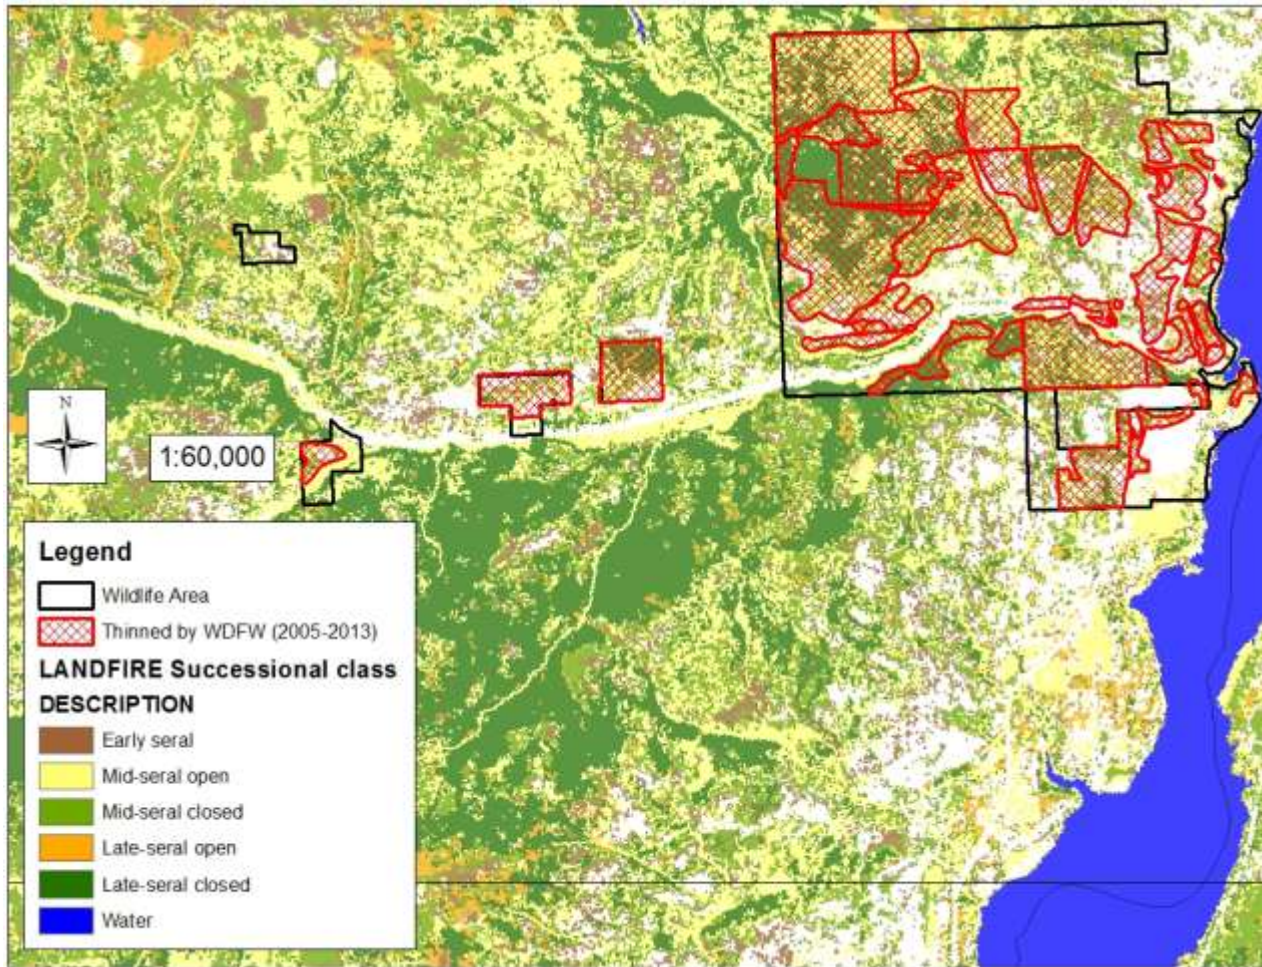 N
1:60,000
Legend
Wildlife Area
Thinned by WDFW (2005-2013)
LANDFIRE Successional class
DESCRIPTION
Early seral
Mid-seral open
Mid-seral closed
Late-seral open
Late-seral closed
Water